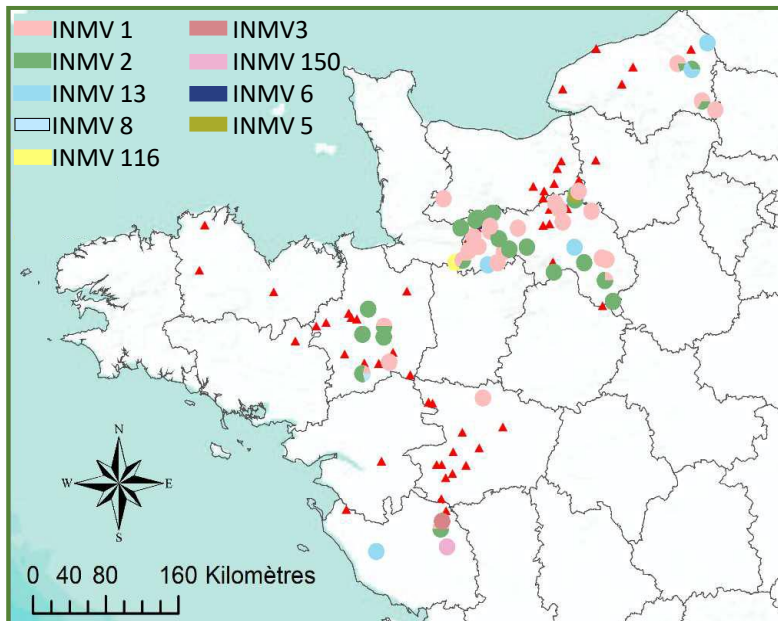 INMV 1
INMV 2
INMV 13
INMV 8
INMV 116
INMV3
INMV 150
INMV 6
INMV 5
N
W
E
S
0 40 80 160 Kilomètres